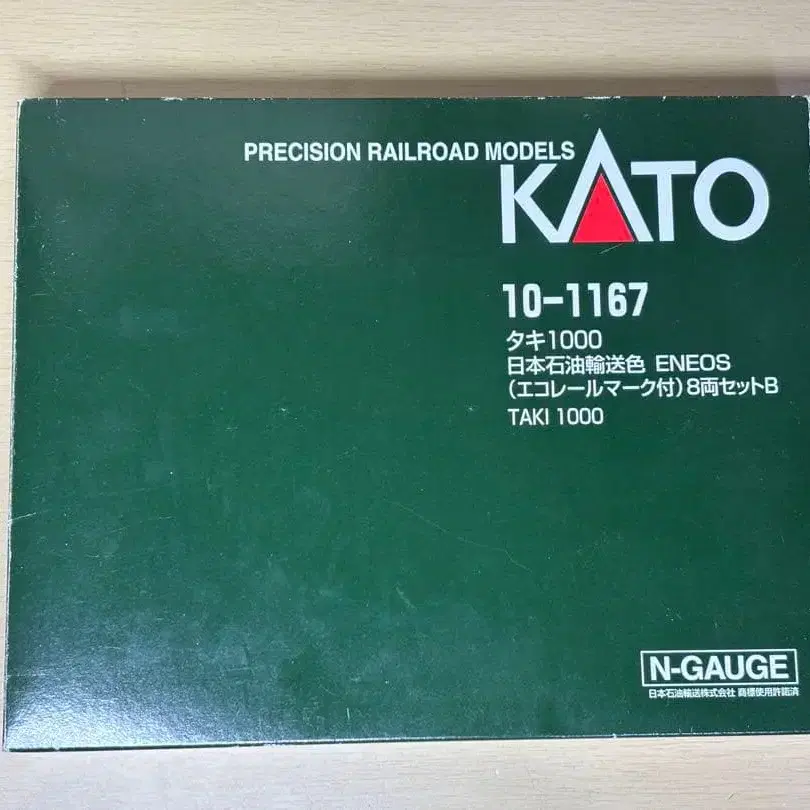 PRECISION RAILROAD MODELS
KATO
10-1167
タキ1000
日本石油輸送色 ENEOS
(エコレールマーク付)8両セットB
TAKI 1000
N-GAUGE
日本石油輸送株式会社 商標使用許諾済